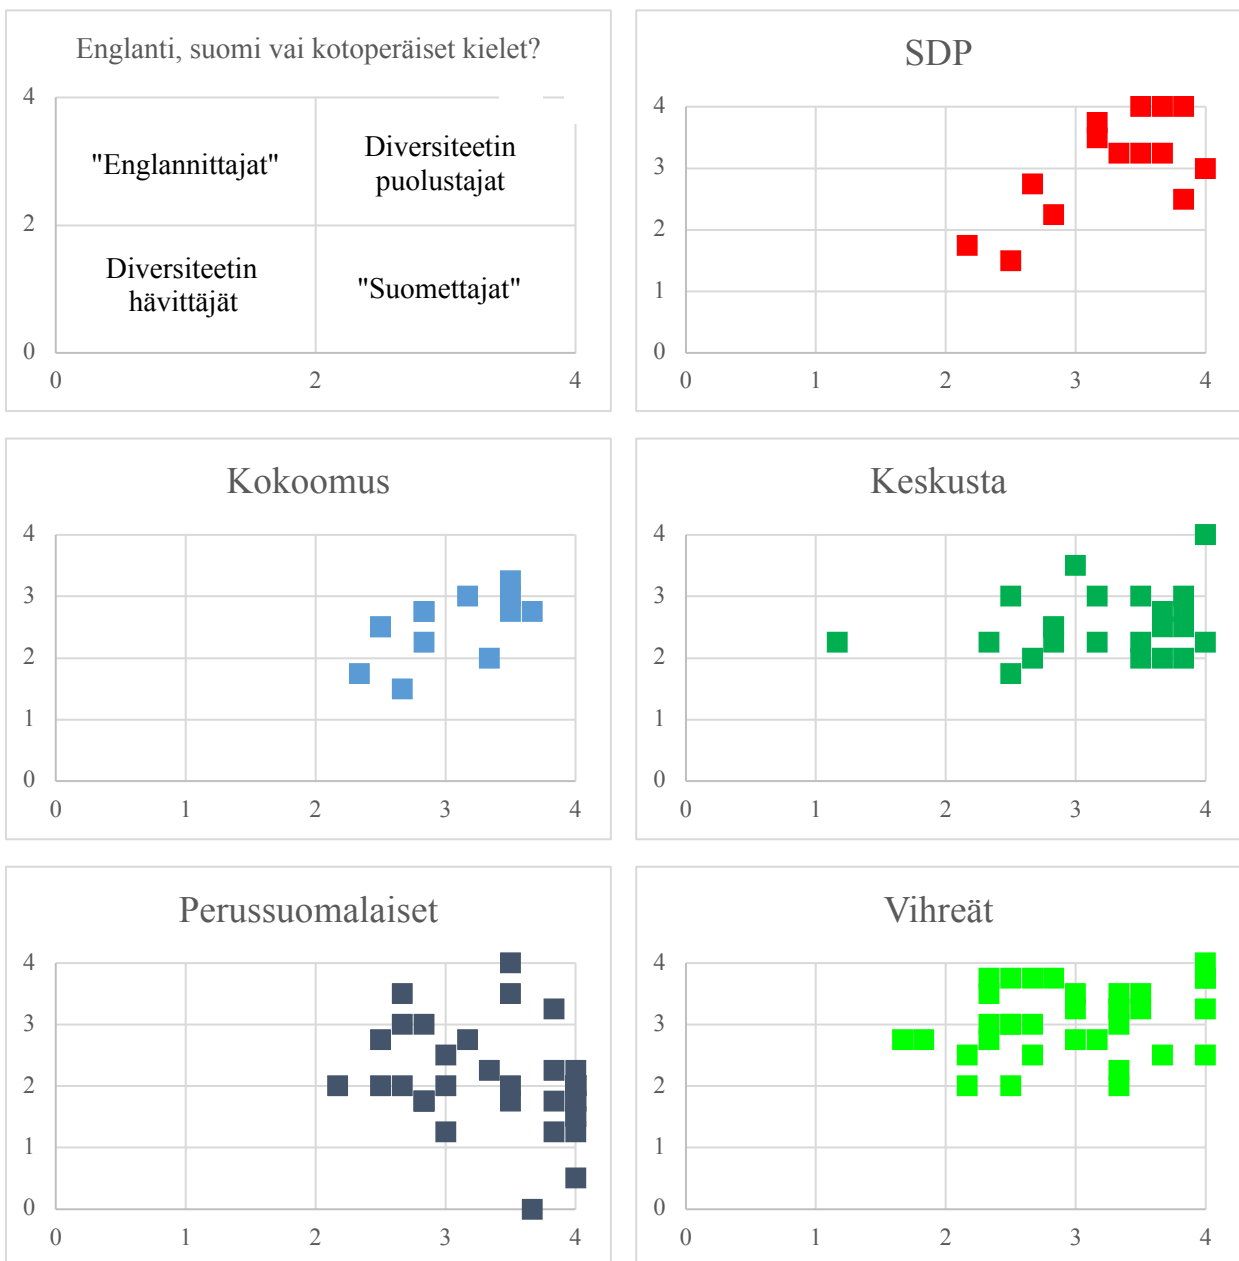 Englanti, suomi vai kotoperäiset kielet?
4
"Englannittajat"
Diversiteetin
puolustajat
2
Diversiteetin
hävittäjät
"Suomettajat"
0
0 2 4
SDP
4
3
2
1
0
0 1 2 3 4
Kokoomus
4
3
2
1
0
0 1 2 3 4
Keskusta
4
3
2
1
0
0 1 2 3 4
Perussuomalaiset
4
3
2
1
0
0 1 2 3 4
Vihreät
4
3
2
1
0
0 1 2 3 4